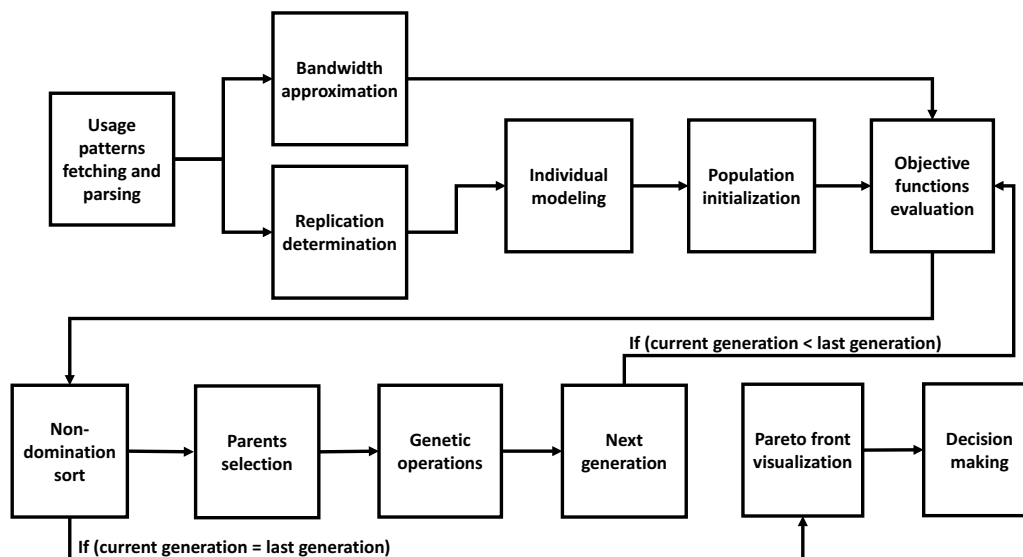 Bandwidth
approximation
Usage
patterns
fetching and
parsing
Replication
determination
Individual
modeling
Population
initialization
Objective
functions
evaluation
If (current generation < last generation)
Non-
domination
sort
Parents
selection
Genetic
operations
Next
generation
Pareto front
visualization
Decision
making
If (current generation = last generation)